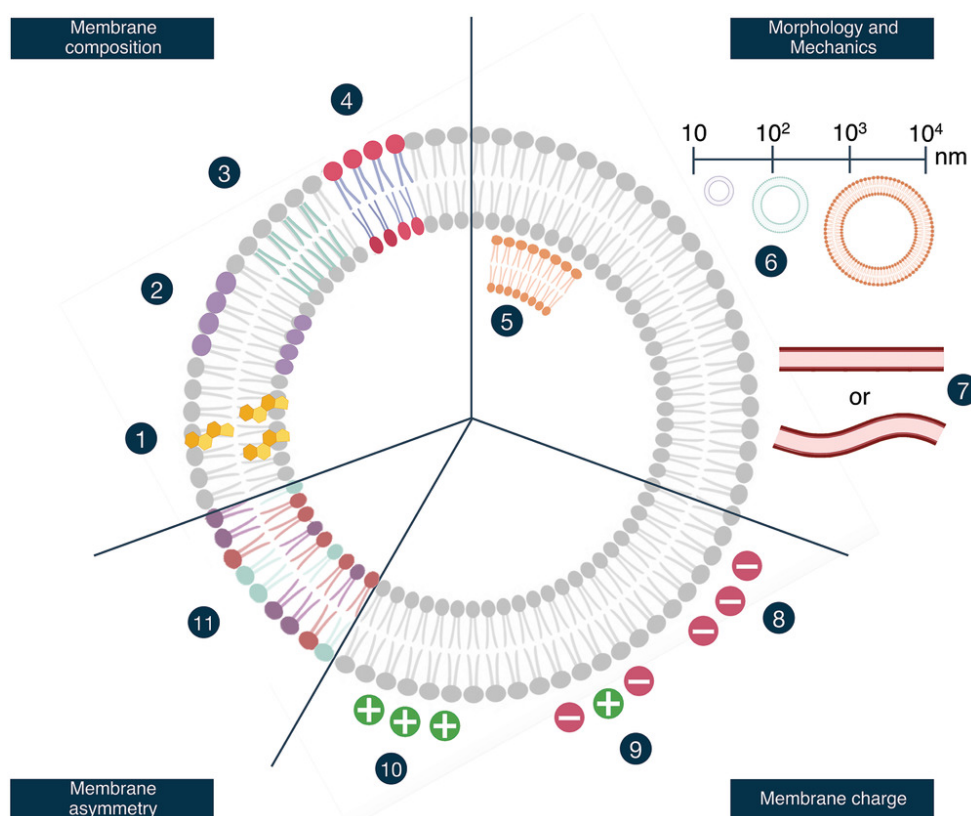 Membrane
composition
Morphology and
Mechanics
10 10² 10³ 10⁴
nm
4
3
2
1
5
6
7
or
8
9
10
11
Membrane
asymmetry
Membrane charge